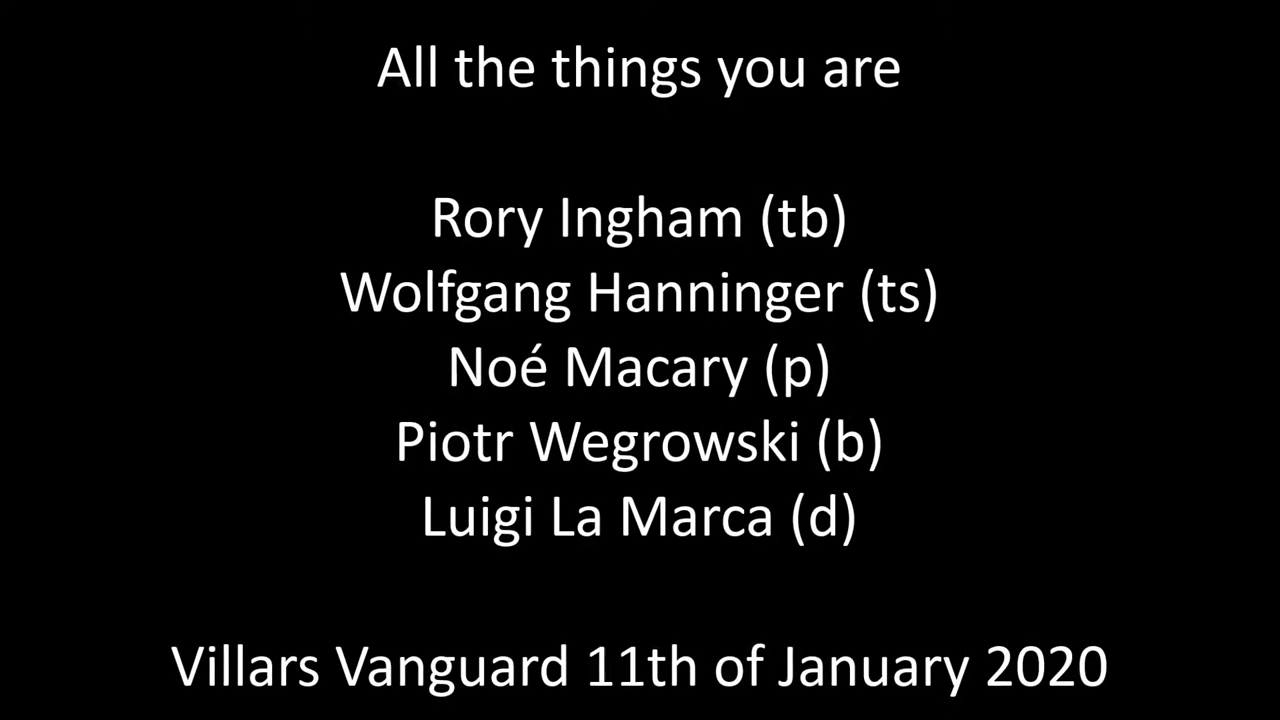 All the things you are
Rory Ingham (tb)
Wolfgang Hanninger (ts)
Noé Macary (p)
Piotr Wegrowski (b)
Luigi La Marca (d)
Villars Vanguard 11th of January 2020